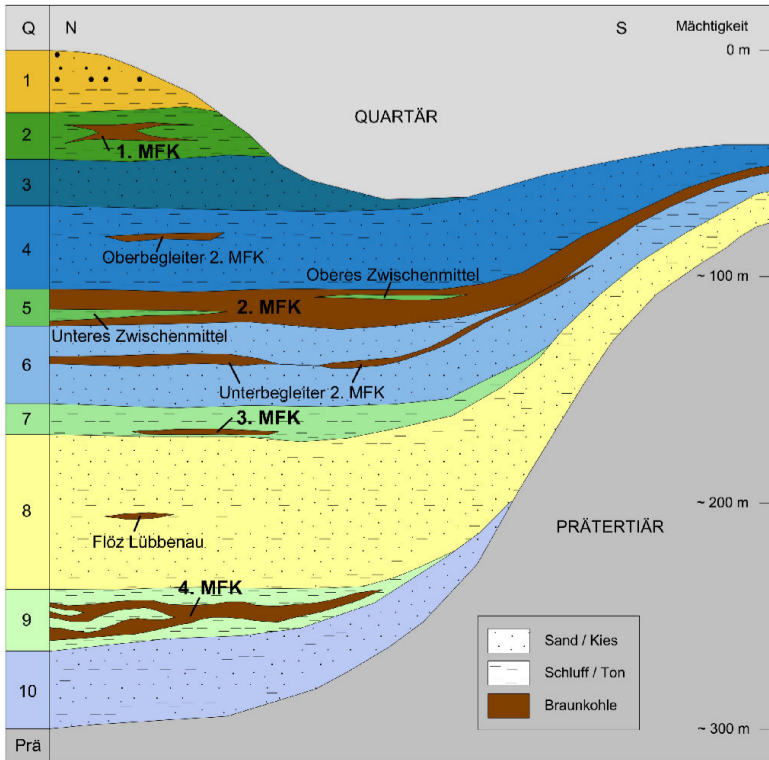 Q N S Mächtigkeit
0 m
1
QUARTÄR
2
1. MFK
3
4
Oberbegleiter 2. MFK
Oberes Zwischenmittel
~ 100 m
5
2. MFK
Unteres Zwischenmittel
6
Unterbegleiter 2. MFK
7
3. MFK
8
~ 200 m
PRÄTERTIÄR
Flöz Lübbenau
4. MFK
9
Sand / Kies
Schluff / Ton
Braunkohle
10
~ 300 m
Prä